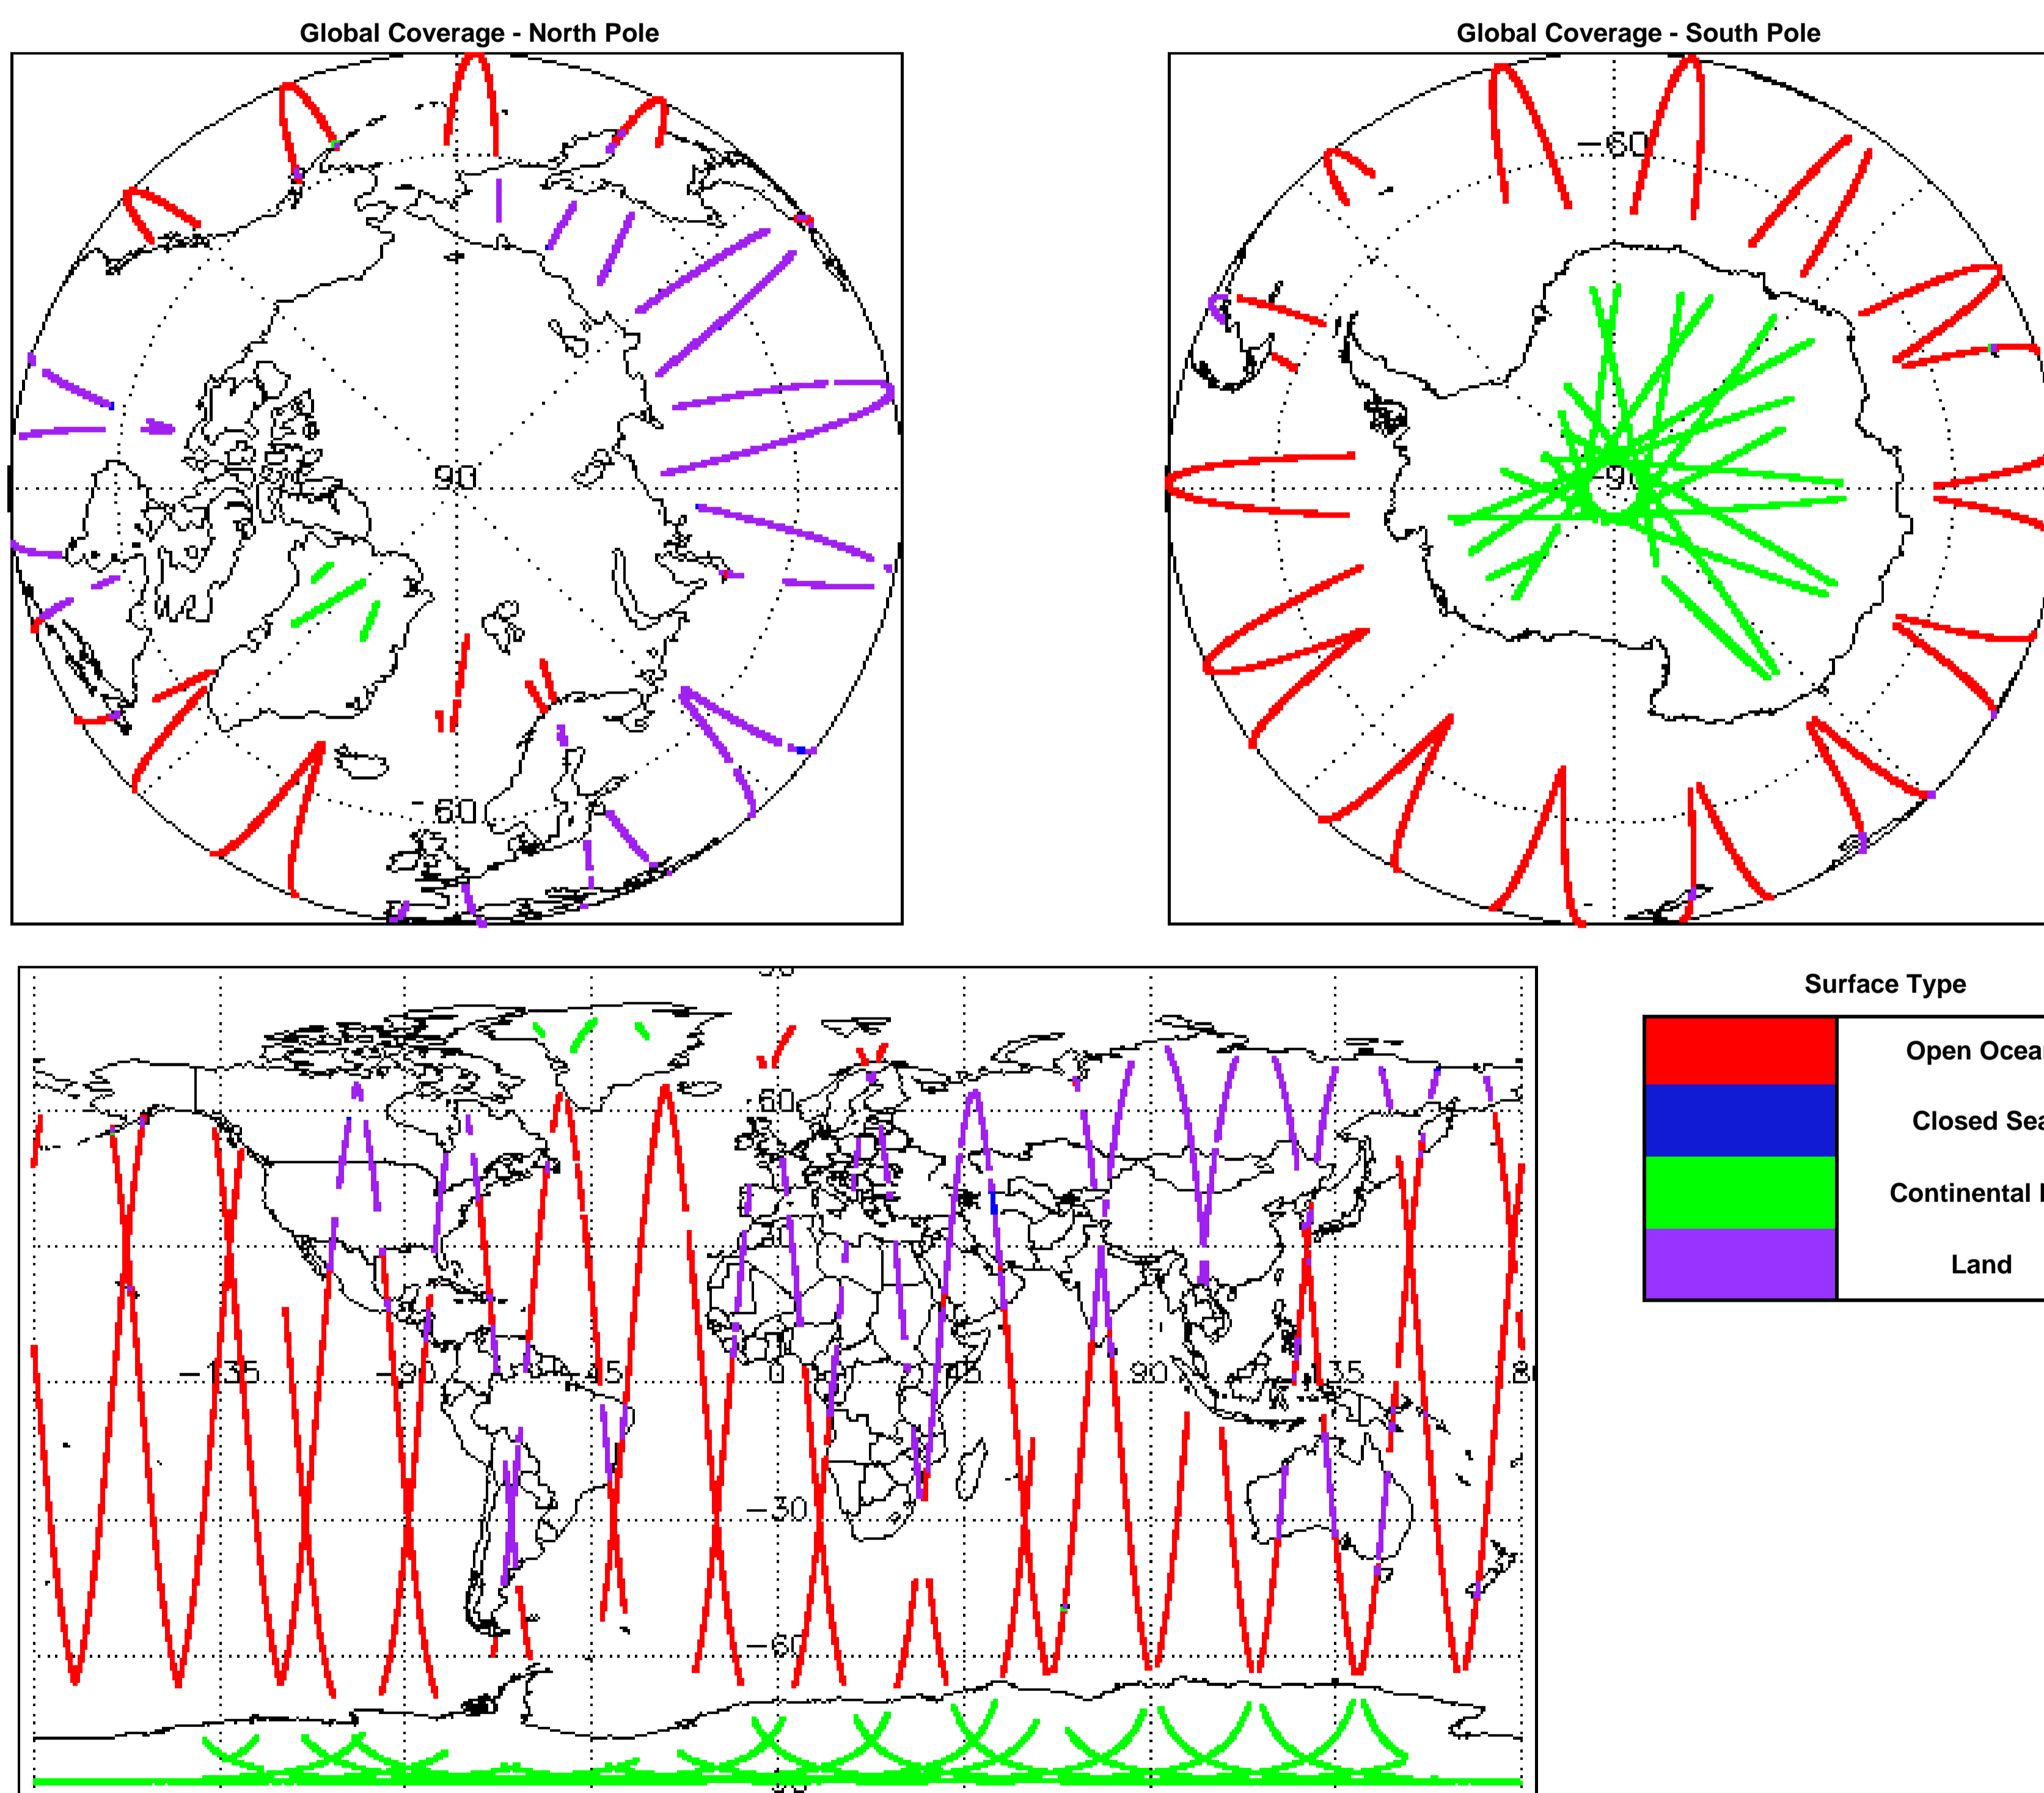 Global Coverage - North Pole
Global Coverage - South Pole
90
-60
-60
-90
Surface Type
Open Ocea
Closed Sea
Continental
Land
60
30
-135
-90
-45
0
45
90
135
-30
-60